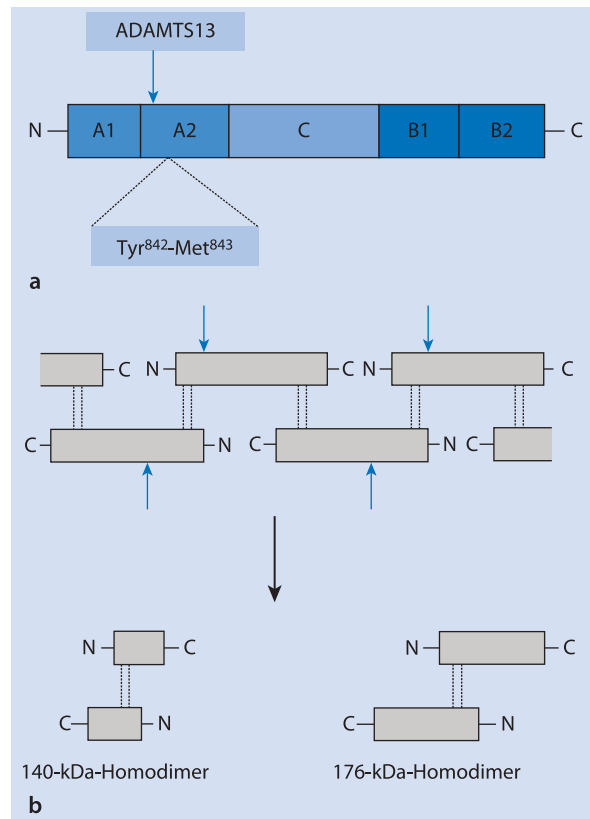 ADAMTS13
N A1 A2 C B1 B2 C
Tyr⁸⁴²-Met⁸⁴³
a
C N C N C
C N C N C
N C N C
C N C N
140-kDa-Homodimer 176-kDa-Homodimer
b